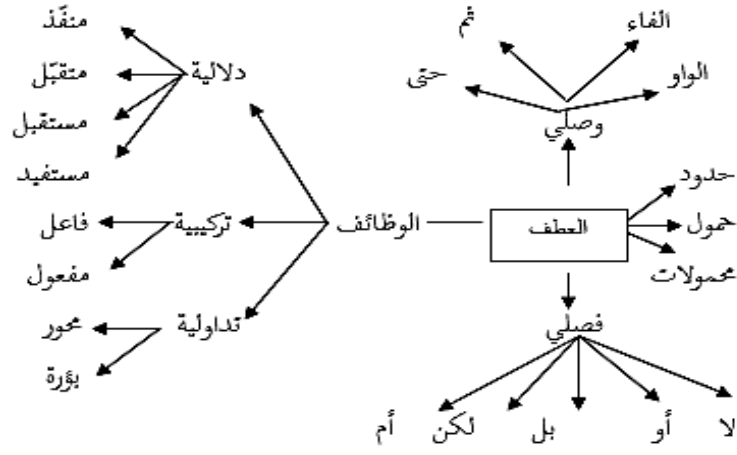 الفاء
ثم
الواو
حتى
وصلي
حدود
العطف
حمول
محمولات
فصلي
لا
أو
بل
لكن
أم
الوظائف
دلالية
منفّذ
متقبّل
مستقبل
مستفيد
تركيبية
فاعل
مفعول
تداولية
محور
بؤرة